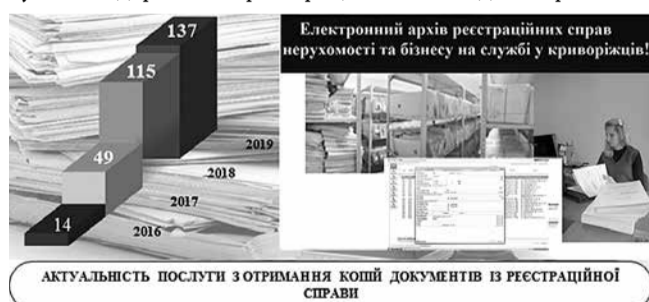 Електронний архів реєстраційних справ
нерухомості та бізнесу на службі у криворіжців!
137
115
49
14
2019
2018
2017
2016
АКТУАЛЬНІСТЬ ПОСЛУГИ З ОТРИМАННЯ КОПІЙ ДОКУМЕНТІВ ІЗ РЕЄСТРАЦІЙНОЇ
СПРАВИ